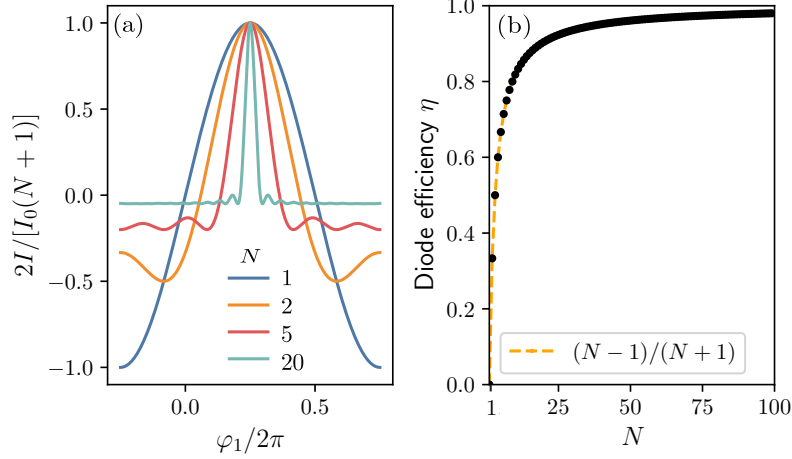 (a)
2I/[I₀(N + 1)]
1.0
0.5
0.0
−0.5
−1.0
N
1
2
5
20
0.0
0.5
φ₁/2π
(b)
Diode efficiency η
1.0
0.8
0.6
0.4
0.2
0.0
(N − 1)/(N + 1)
1
25
50
75
100
N